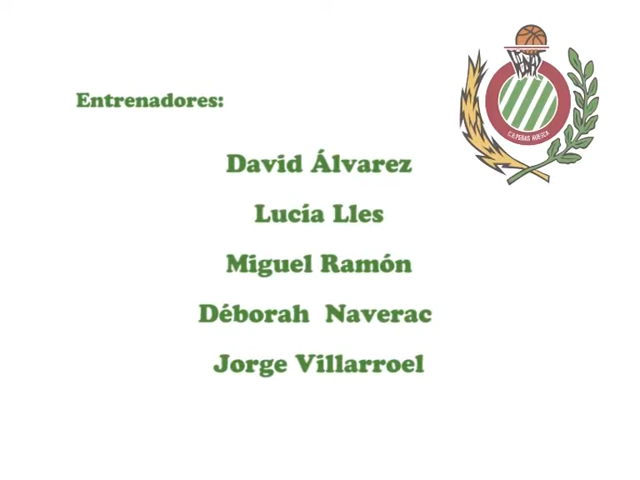 Entrenadores:
David Álvarez
Lucía Lles
Miguel Ramón
Déborah Naverac
Jorge Villarroel